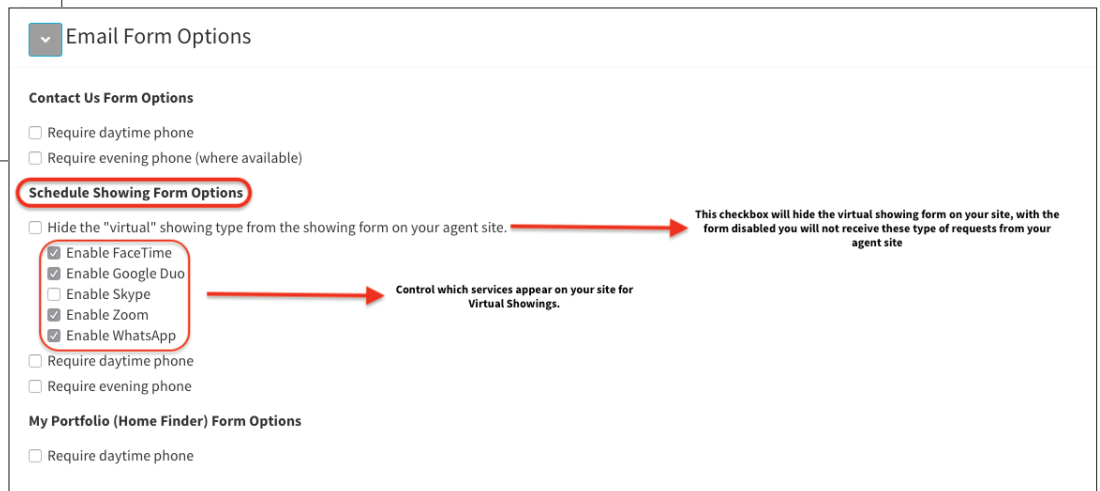 Email Form Options
Contact Us Form Options
Require daytime phone
Require evening phone (where available)
Schedule Showing Form Options
Hide the "virtual" showing type from the showing form on your agent site.
This checkbox will hide the virtual showing form on your site, with the
form disabled you will not receive these type of requests from your
agent site
Enable FaceTime
Enable Google Duo
Enable Skype
Enable Zoom
Enable WhatsApp
Control which services appear on your site for
Virtual Showings.
Require daytime phone
Require evening phone
My Portfolio (Home Finder) Form Options
Require daytime phone